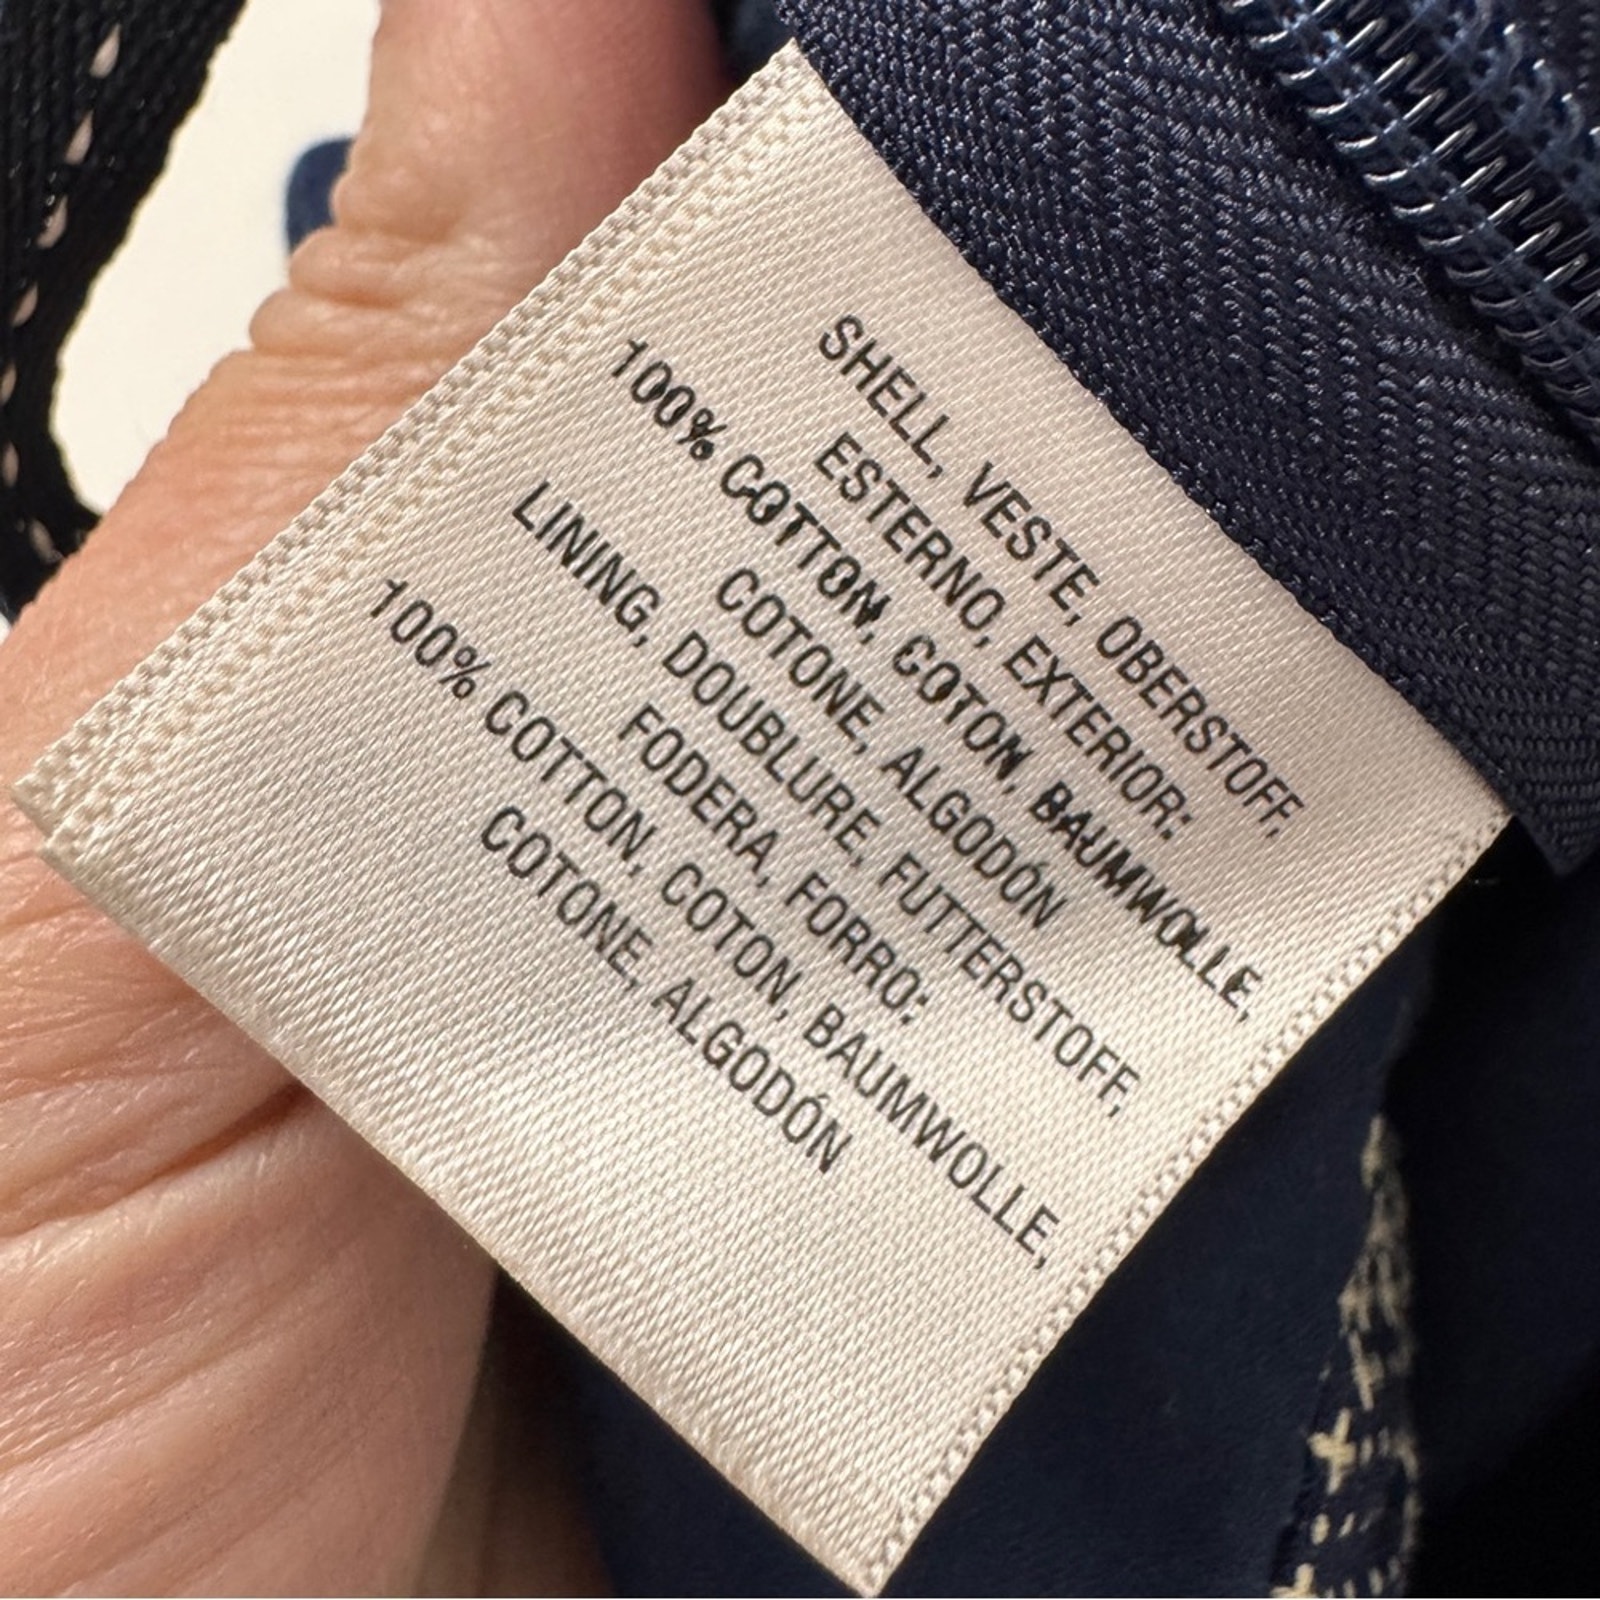 SHELL, VESTE, OBERSTOFF,
ESTERNO, EXTERIOR:
100% COTTON, COTON, BAUMWOLLE,
COTONE, ALGODÓN
LINING, DOUBLURE, FUTTERSTOFF,
FODERA, FORRO:
100% COTTON, COTON, BAUMWOLLE,
COTONE, ALGODÓN